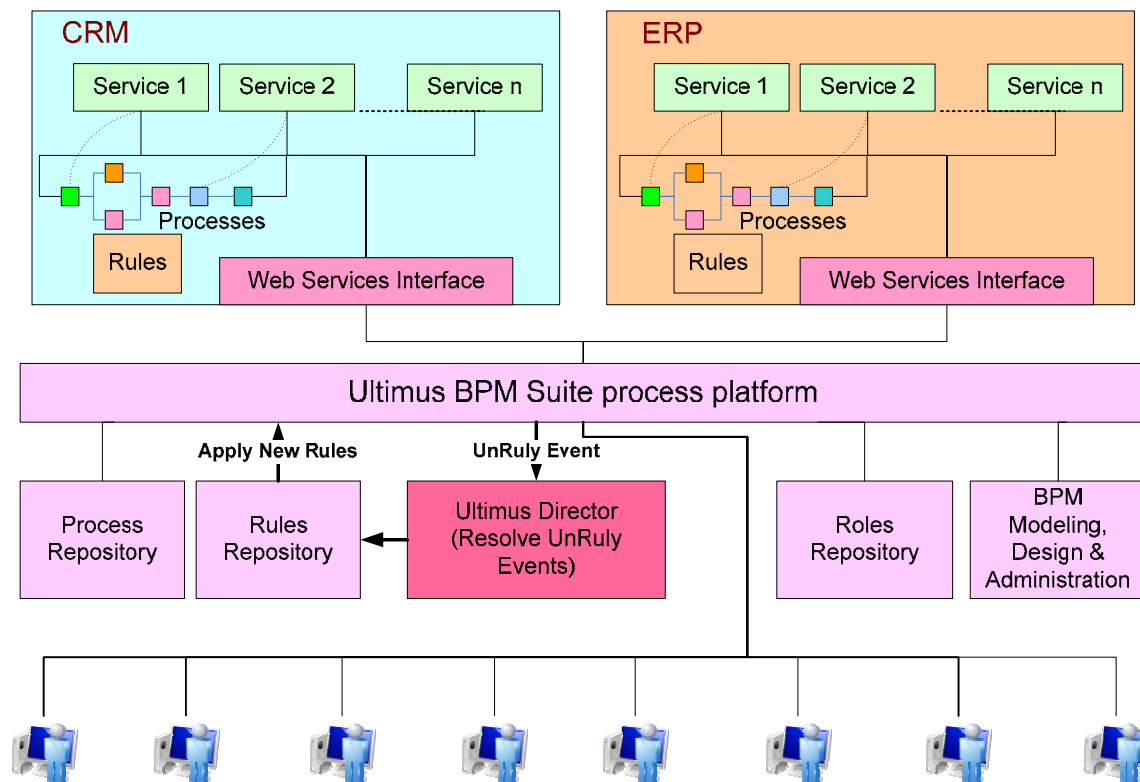 CRM
Service 1
Service 2
Service n
Processes
Rules
Web Services Interface
ERP
Service 1
Service 2
Service n
Processes
Rules
Web Services Interface
Ultimus BPM Suite process platform
Apply New Rules
UnRuly Event
Process
Repository
Rules
Repository
Ultimus Director
(Resolve UnRuly
Events)
Roles
Repository
BPM
Modeling,
Design &
Administration